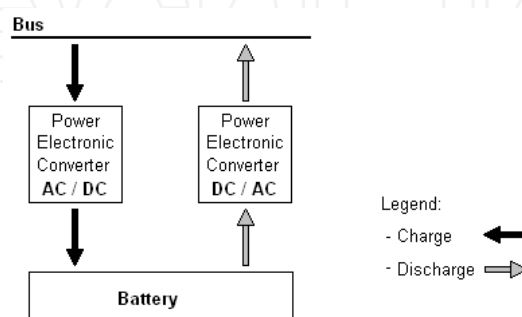 Bus
Power
Electronic
Converter
AC / DC
Power
Electronic
Converter
DC / AC
Legend:
- Charge
- Discharge
Battery